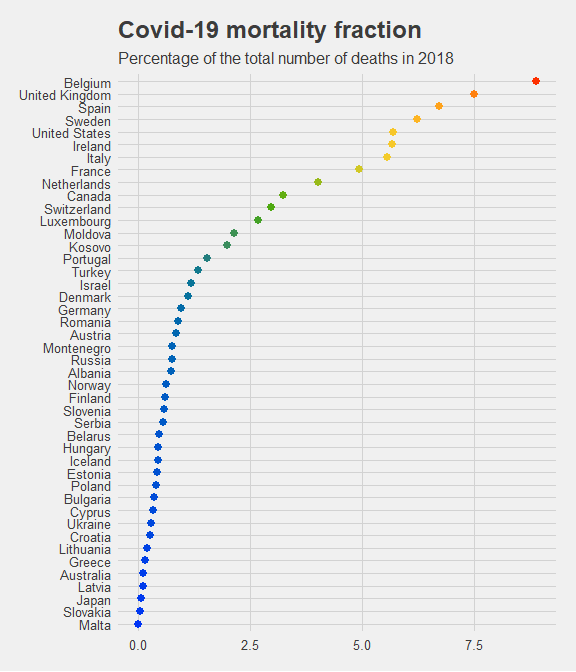 Covid-19 mortality fraction
Percentage of the total number of deaths in 2018
Belgium
United Kingdom
Spain
Sweden
United States
Ireland
Italy
France
Netherlands
Canada
Switzerland
Luxembourg
Moldova
Kosovo
Portugal
Turkey
Israel
Denmark
Germany
Romania
Austria
Montenegro
Russia
Albania
Norway
Finland
Slovenia
Serbia
Belarus
Hungary
Iceland
Estonia
Poland
Bulgaria
Cyprus
Ukraine
Croatia
Lithuania
Greece
Australia
Latvia
Japan
Slovakia
Malta
0.0 2.5 5.0 7.5